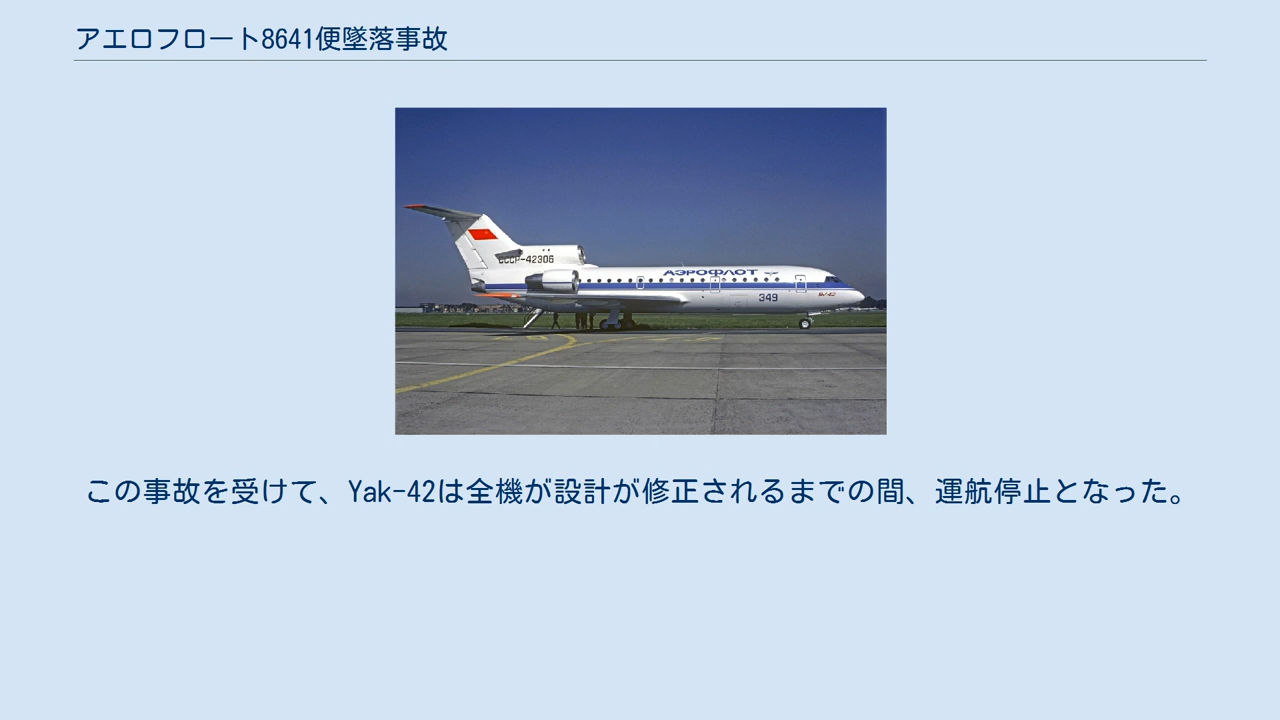 アエロフロート8641便墜落事故
СССР-42306
АЭРОФЛОТ
349
Як-42
この事故を受けて、Yak-42は全機が設計が修正されるまでの間、運航停止となった。